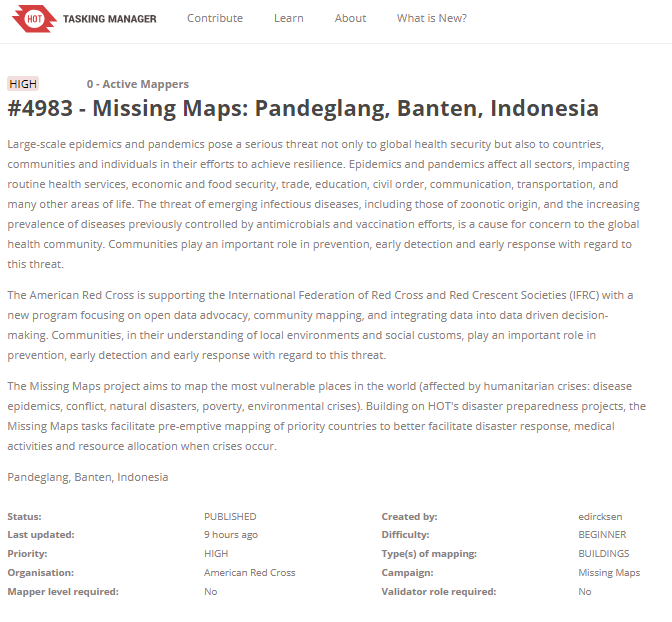 HOT TASKING MANAGER Contribute Learn About What is New?
HIGH 0 - Active Mappers
#4983 - Missing Maps: Pandeglang, Banten, Indonesia
Large-scale epidemics and pandemics pose a serious threat not only to global health security but also to countries,
communities and individuals in their efforts to achieve resilience. Epidemics and pandemics affect all sectors, impacting
routine health services, economic and food security, trade, education, civil order, communication, transportation, and
many other areas of life. The threat of emerging infectious diseases, including those of zoonotic origin, and the increasing
prevalence of diseases previously controlled by antimicrobials and vaccination efforts, is a cause for concern to the global
health community. Communities play an important role in prevention, early detection and early response with regard to
this threat.
The American Red Cross is supporting the International Federation of Red Cross and Red Crescent Societies (IFRC) with a
new program focusing on open data advocacy, community mapping, and integrating data into data driven decision-
making. Communities, in their understanding of local environments and social customs, play an important role in
prevention, early detection and early response with regard to this threat.
The Missing Maps project aims to map the most vulnerable places in the world (affected by humanitarian crises: disease
epidemics, conflict, natural disasters, poverty, environmental crises). Building on HOT's disaster preparedness projects, the
Missing Maps tasks facilitate pre-emptive mapping of priority countries to better facilitate disaster response, medical
activities and resource allocation when crises occur.
Pandeglang, Banten, Indonesia
Status: PUBLISHED Created by: edircksen
Last updated: 9 hours ago Difficulty: BEGINNER
Priority: HIGH Type(s) of mapping: BUILDINGS
Organisation: American Red Cross Campaign: Missing Maps
Mapper level required: No Validator role required: No